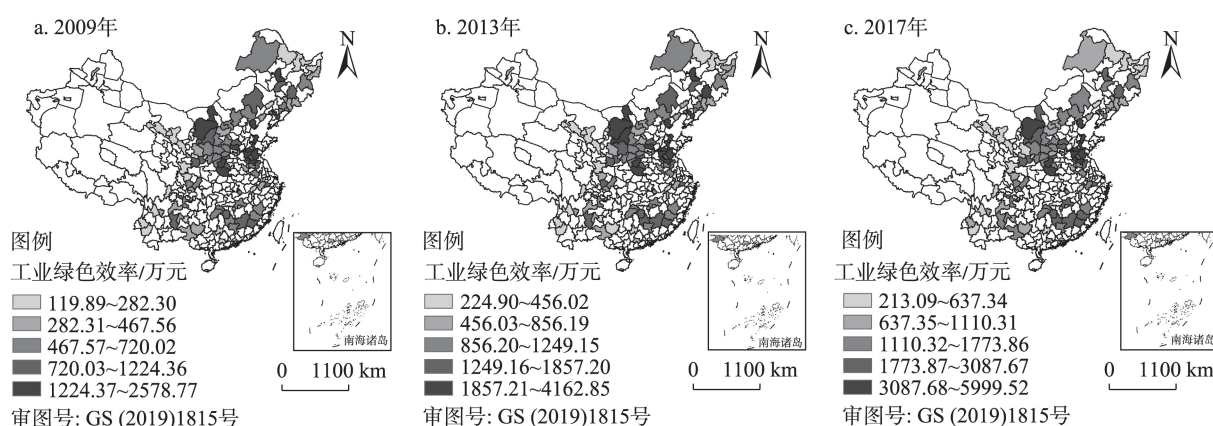 a. 2009年
N
图例
工业绿色效率/万元
119.89~282.30
282.31~467.56
467.57~720.02
720.03~1224.36
1224.37~2578.77
南海诸岛
0 1100 km
审图号: GS (2019)1815号
b. 2013年
N
图例
工业绿色效率/万元
224.90~456.02
456.03~856.19
856.20~1249.15
1249.16~1857.20
1857.21~4162.85
南海诸岛
0 1100 km
审图号: GS (2019)1815号
c. 2017年
N
图例
工业绿色效率/万元
213.09~637.34
637.35~1110.31
1110.32~1773.86
1773.87~3087.67
3087.68~5999.52
南海诸岛
0 1100 km
审图号: GS (2019)1815号